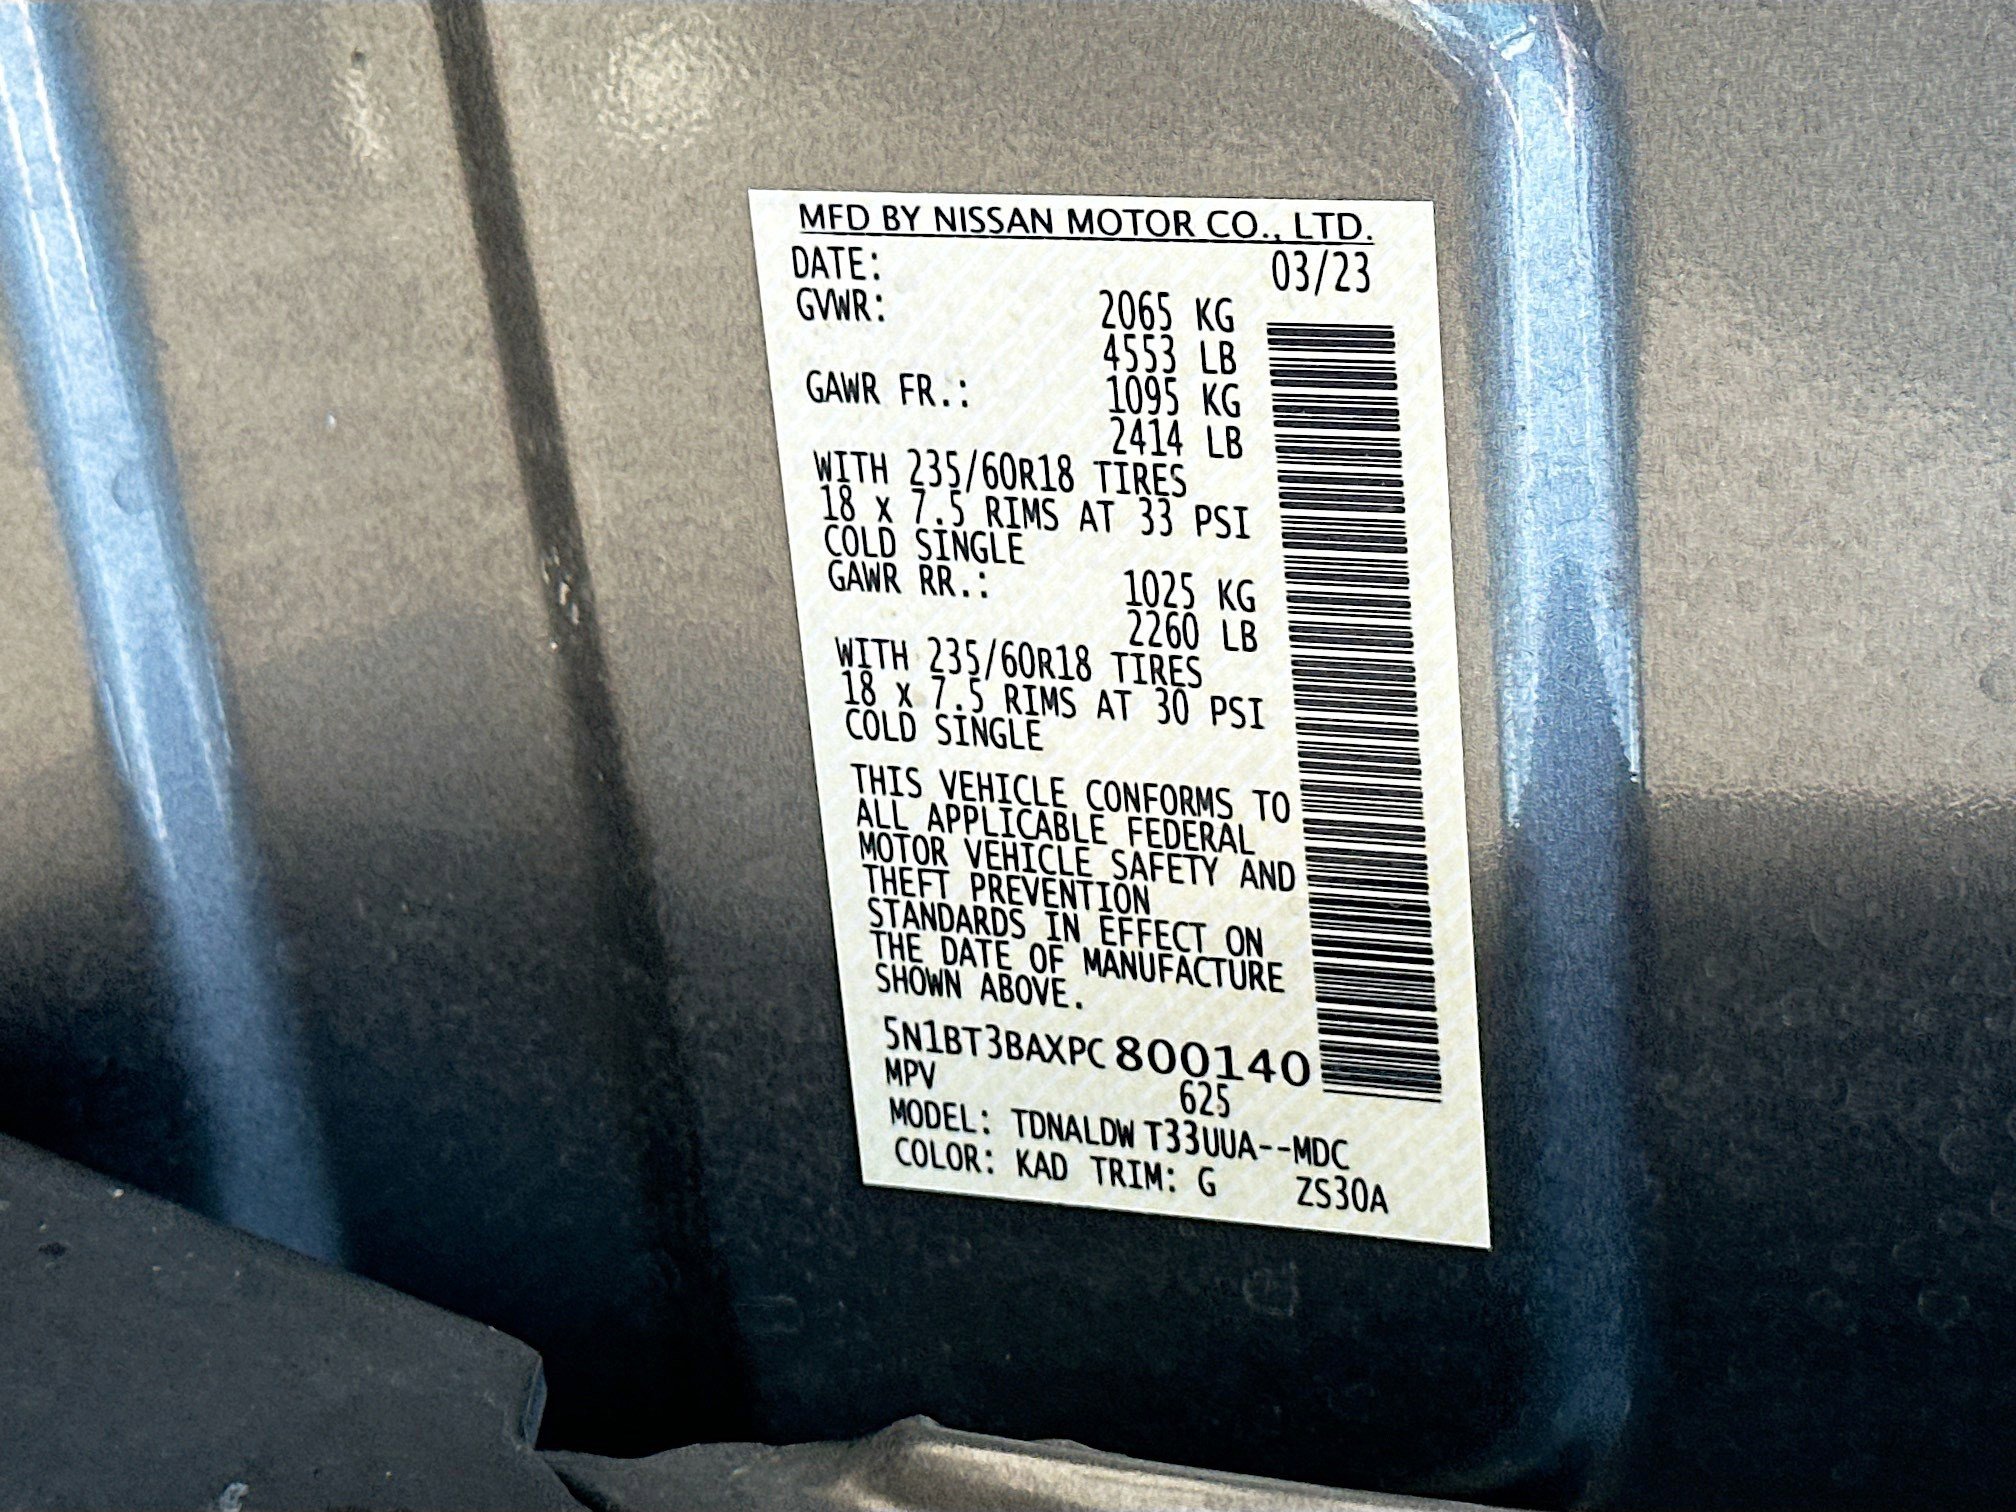 MFD BY NISSAN MOTOR CO., LTD.
DATE: 03/23
GVWR: 2065 KG
4553 LB
GAWR FR.: 1095 KG
2414 LB
WITH 235/60R18 TIRES
18 x 7.5 RIMS AT 33 PSI
COLD SINGLE
GAWR RR.: 1025 KG
2260 LB
WITH 235/60R18 TIRES
18 x 7.5 RIMS AT 30 PSI
COLD SINGLE
THIS VEHICLE CONFORMS TO
ALL APPLICABLE FEDERAL
MOTOR VEHICLE SAFETY AND
THEFT PREVENTION
STANDARDS IN EFFECT ON
THE DATE OF MANUFACTURE
SHOWN ABOVE.
5N1BT3BAXPC800140
MPV 625
MODEL: TDNALDW T33UUA--MDC
COLOR: KAD TRIM: G ZS30A